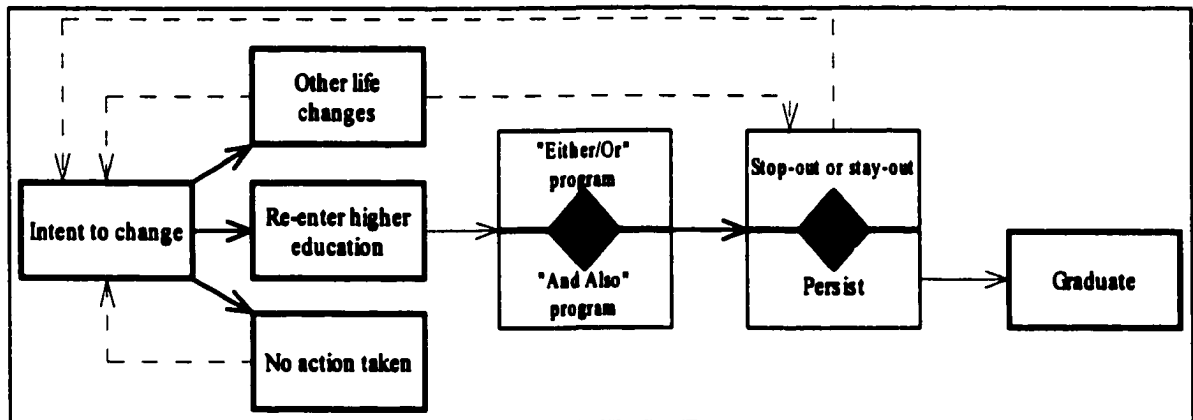 Other life
changes
Intent to change
Re-enter higher
education
No action taken
"Either/Or"
program
"And Also"
program
Stop-out or stay-out
Persist
Graduate